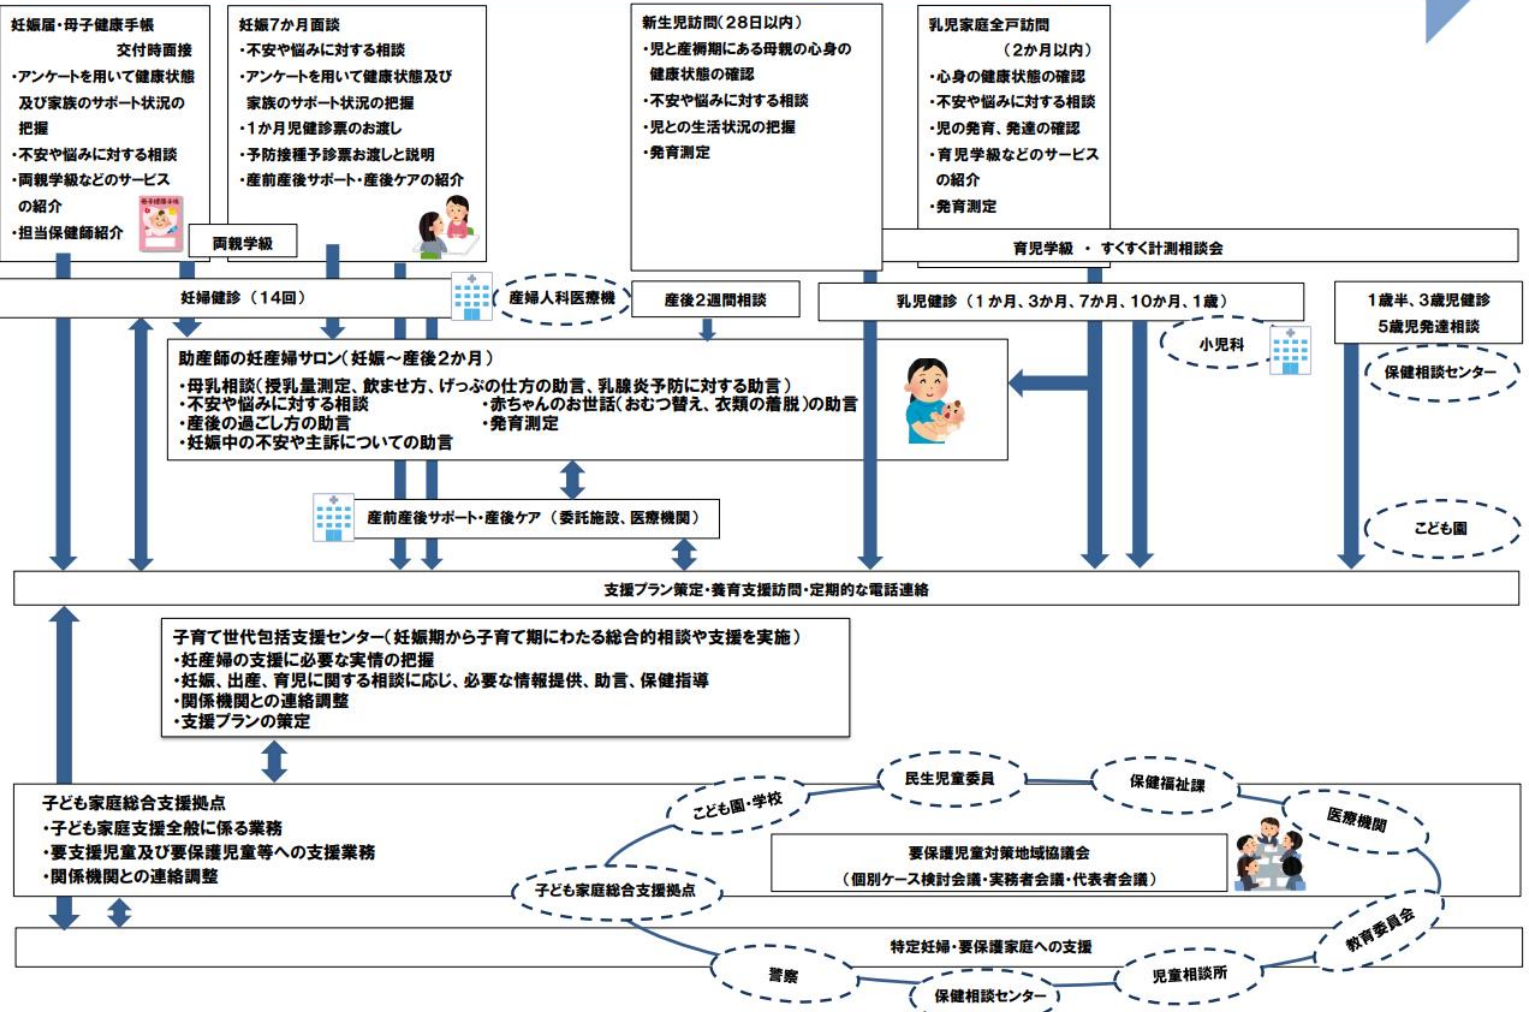 妊娠届・母子健康手帳
交付時面接
・アンケートを用いて健康状態
及び家族のサポート状況の
把握
・不安や悩みに対する相談
・両親学級などのサービス
の紹介
・担当保健師紹介
母子健康手帳
妊娠7か月面談
・不安や悩みに対する相談
・アンケートを用いて健康状態及び
家族のサポート状況の把握
・1か月児健診票のお渡し
・予防接種予診票お渡しと説明
・産前産後サポート・産後ケアの紹介
両親学級
新生児訪問（28日以内）
・児と産褥期にある母親の心身の
健康状態の確認
・不安や悩みに対する相談
・児との生活状況の把握
・発育測定
乳児家庭全戸訪問
（2か月以内）
・心身の健康状態の確認
・不安や悩みに対する相談
・児の発育、発達の確認
・育児学級などのサービス
の紹介
・発育測定
育児学級 ・ すくすく計測相談会
妊婦健診（14回）
産婦人科医療機
産後2週間相談
乳児健診（1か月、3か月、7か月、10か月、1歳）
小児科
1歳半、3歳児健診
5歳児発達相談
保健相談センター
こども園
助産師の妊産婦サロン（妊娠～産後2か月）
・母乳相談（授乳量測定、飲ませ方、げっぷの仕方の助言、乳腺炎予防に対する助言）
・不安や悩みに対する相談 ・赤ちゃんのお世話（おむつ替え、衣類の着脱）の助言
・産後の過ごし方の助言 ・発育測定
・妊娠中の不安や主訴についての助言
産前産後サポート・産後ケア（委託施設、医療機関）
支援プラン策定・養育支援訪問・定期的な電話連絡
子育て世代包括支援センター（妊娠期から子育て期にわたる総合的相談や支援を実施）
・妊産婦の支援に必要な実情の把握
・妊娠、出産、育児に関する相談に応じ、必要な情報提供、助言、保健指導
・関係機関との連絡調整
・支援プランの策定
子ども家庭総合支援拠点
・子ども家庭支援全般に係る業務
・要支援児童及び要保護児童等への支援業務
・関係機関との連絡調整
こども園・学校
民生児童委員
保健福祉課
医療機関
要保護児童対策地域協議会
（個別ケース検討会議・実務者会議・代表者会議）
子ども家庭総合支援拠点
教育委員会
特定妊婦・要保護家庭への支援
警察
保健相談センター
児童相談所